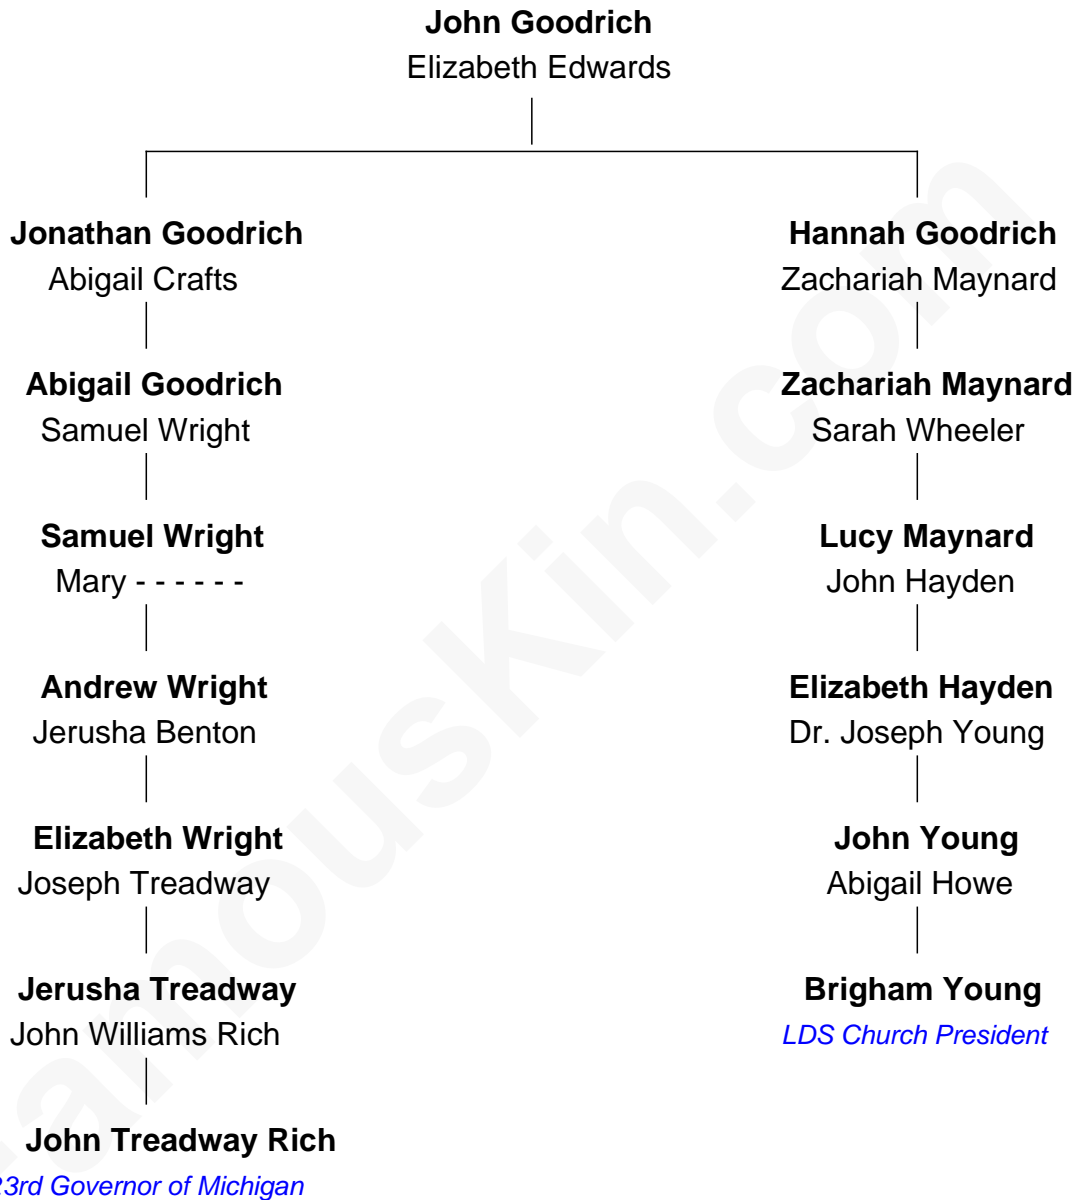 John Goodrich
Elizabeth Edwards
Jonathan Goodrich
Abigail Crafts
Hannah Goodrich
Zachariah Maynard
Abigail Goodrich
Samuel Wright
Zachariah Maynard
Sarah Wheeler
Samuel Wright
Mary - - - - - -
Lucy Maynard
John Hayden
Andrew Wright
Jerusha Benton
Elizabeth Hayden
Dr. Joseph Young
Elizabeth Wright
Joseph Treadway
John Young
Abigail Howe
Jerusha Treadway
John Williams Rich
Brigham Young
LDS Church President
John Treadway Rich
23rd Governor of Michigan
amouskin.com